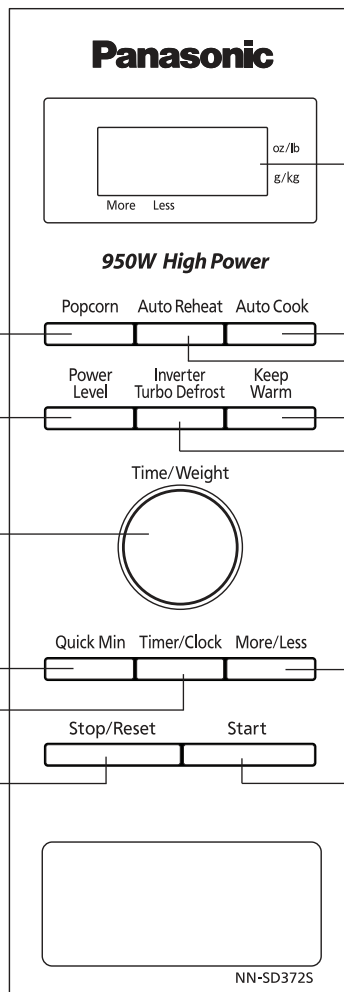 Panasonic
oz/lb
g/kg
More Less
950W High Power
Popcorn Auto Reheat Auto Cook
Power Level
Inverter Turbo Defrost
Keep Warm
Time/Weight
Quick Min Timer/Clock More/Less
Stop/Reset Start
NN-SD372S